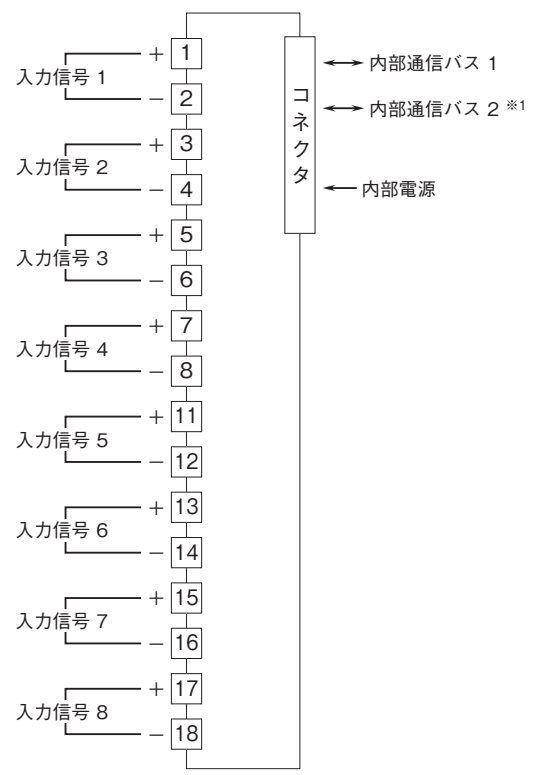 入力信号 1
+ 1
− 2
入力信号 2
+ 3
− 4
入力信号 3
+ 5
− 6
入力信号 4
+ 7
− 8
入力信号 5
+ 11
− 12
入力信号 6
+ 13
− 14
入力信号 7
+ 15
− 16
入力信号 8
+ 17
− 18
コネクタ
内部通信バス 1
内部通信バス 2 ※1
内部電源